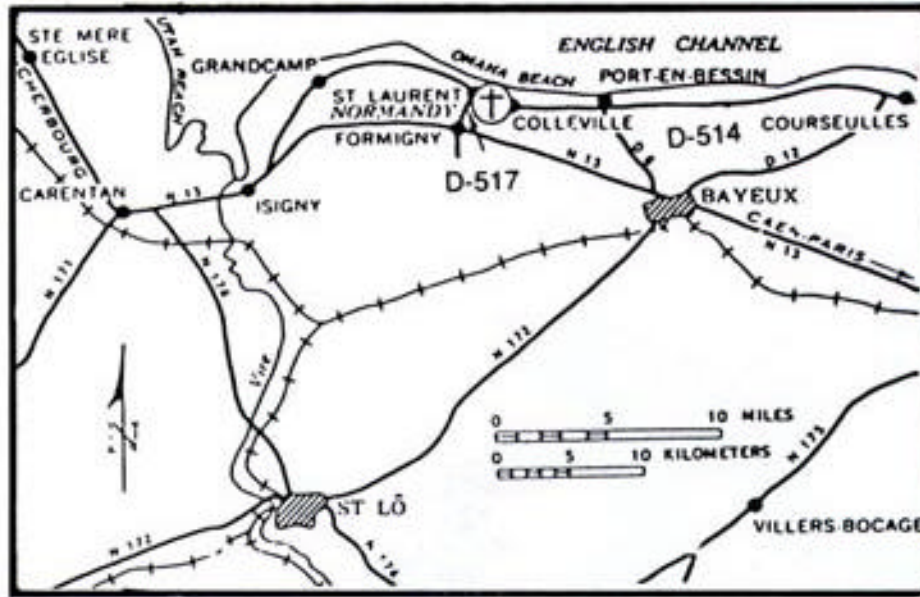 STE MERE
EGLISE
UTAH BEACH
ENGLISH CHANNEL
OMAHA BEACH
PORT-EN-BESSIN
GRANDCAMP
ST LAURENT
NORMANDY
FORMIGNY
COLLEVILLE
D-514
COURSEULLES
CHERBOURG
D-517
N 13
D 6
D 12
CARENTAN
N 13
ISIGNY
BAYEUX
CAEN-PARIS
N 13
N 171
N 174
N 172
Vire
0 5 10 MILES
0 5 10 KILOMETERS
N 175
ST LÔ
VILLERS-BOCAGE
N 172